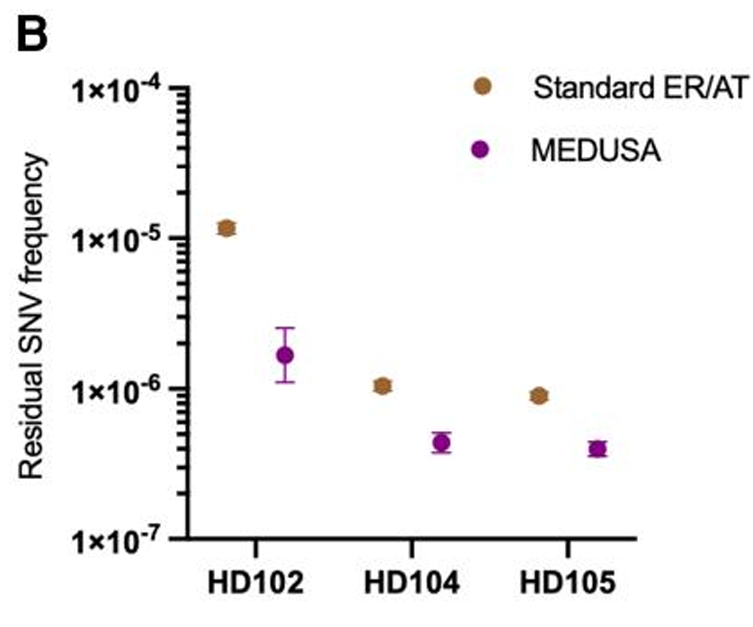 B
Standard ER/AT
MEDUSA
Residual SNV frequency
1×10⁻⁴
1×10⁻⁵
1×10⁻⁶
1×10⁻⁷
HD102 HD104 HD105